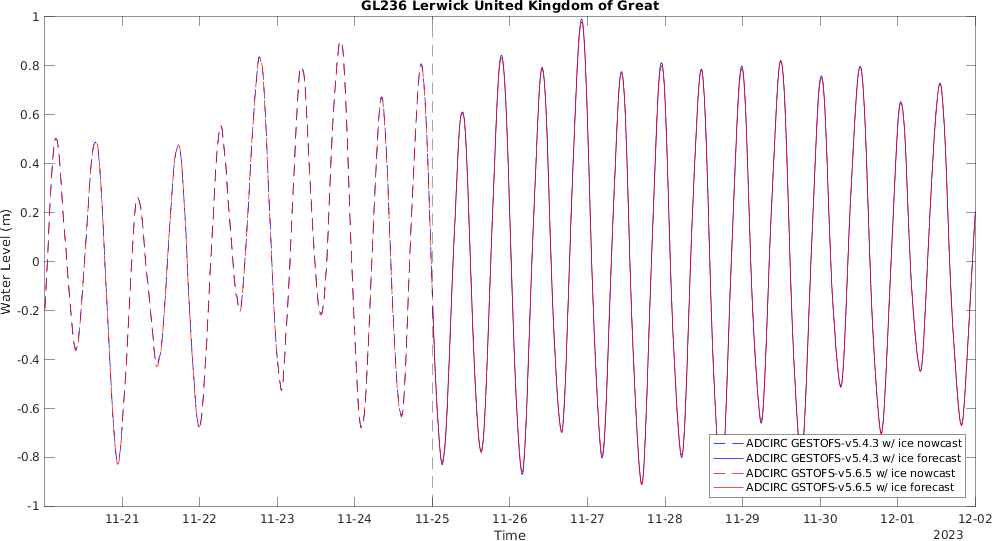 GL236 Lerwick United Kingdom of Great
1
0.8
0.6
0.4
0.2
0
-0.2
-0.4
-0.6
-0.8
-1
Water Level (m)
ADCIRC GESTOFS-v5.4.3 w/ ice nowcast
ADCIRC GESTOFS-v5.4.3 w/ ice forecast
ADCIRC GSTOFS-v5.6.5 w/ ice nowcast
ADCIRC GSTOFS-v5.6.5 w/ ice forecast
11-21 11-22 11-23 11-24 11-25 11-26 11-27 11-28 11-29 11-30 12-01 12-02
Time
2023